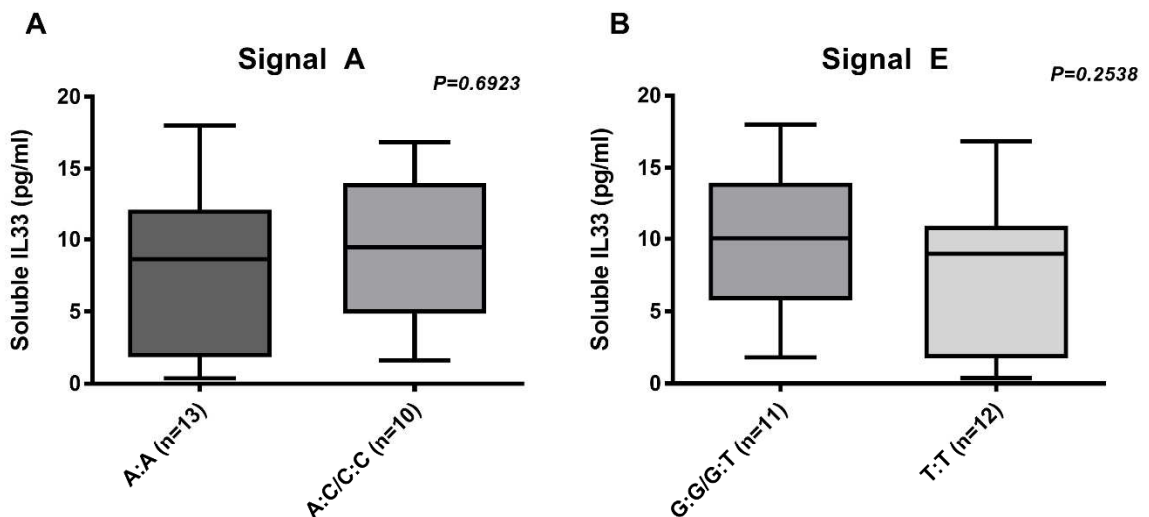 A
Signal A
P=0.6923
Soluble IL33 (pg/ml)
20
15
10
5
0
A:A (n=13)
A:C/C:C (n=10)
B
Signal E
P=0.2538
Soluble IL33 (pg/ml)
20
15
10
5
0
G:G/G:T (n=11)
T:T (n=12)